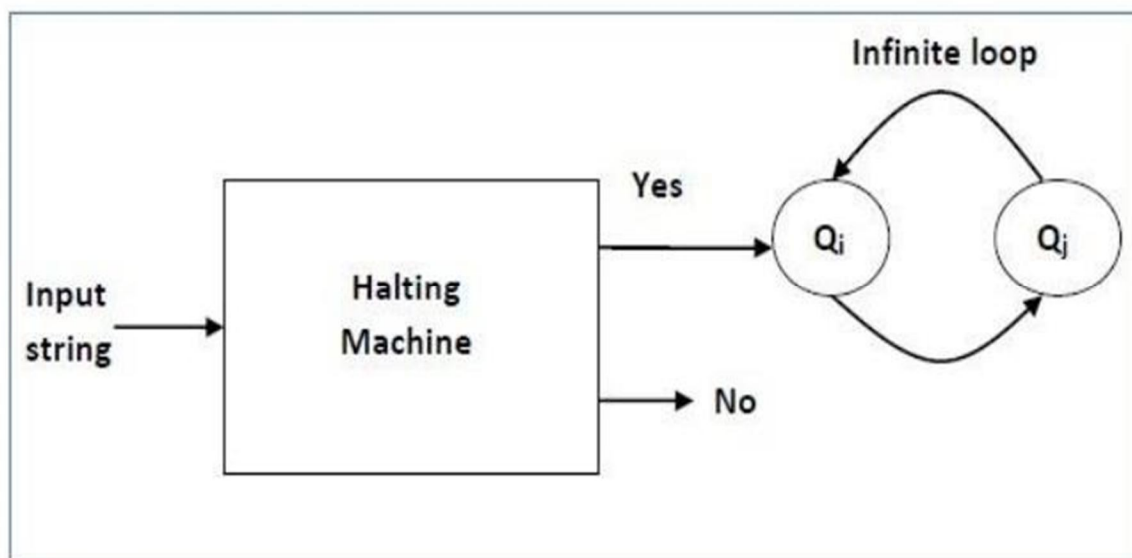 Infinite loop
Yes
Qi
Qj
Input
string
Halting
Machine
No